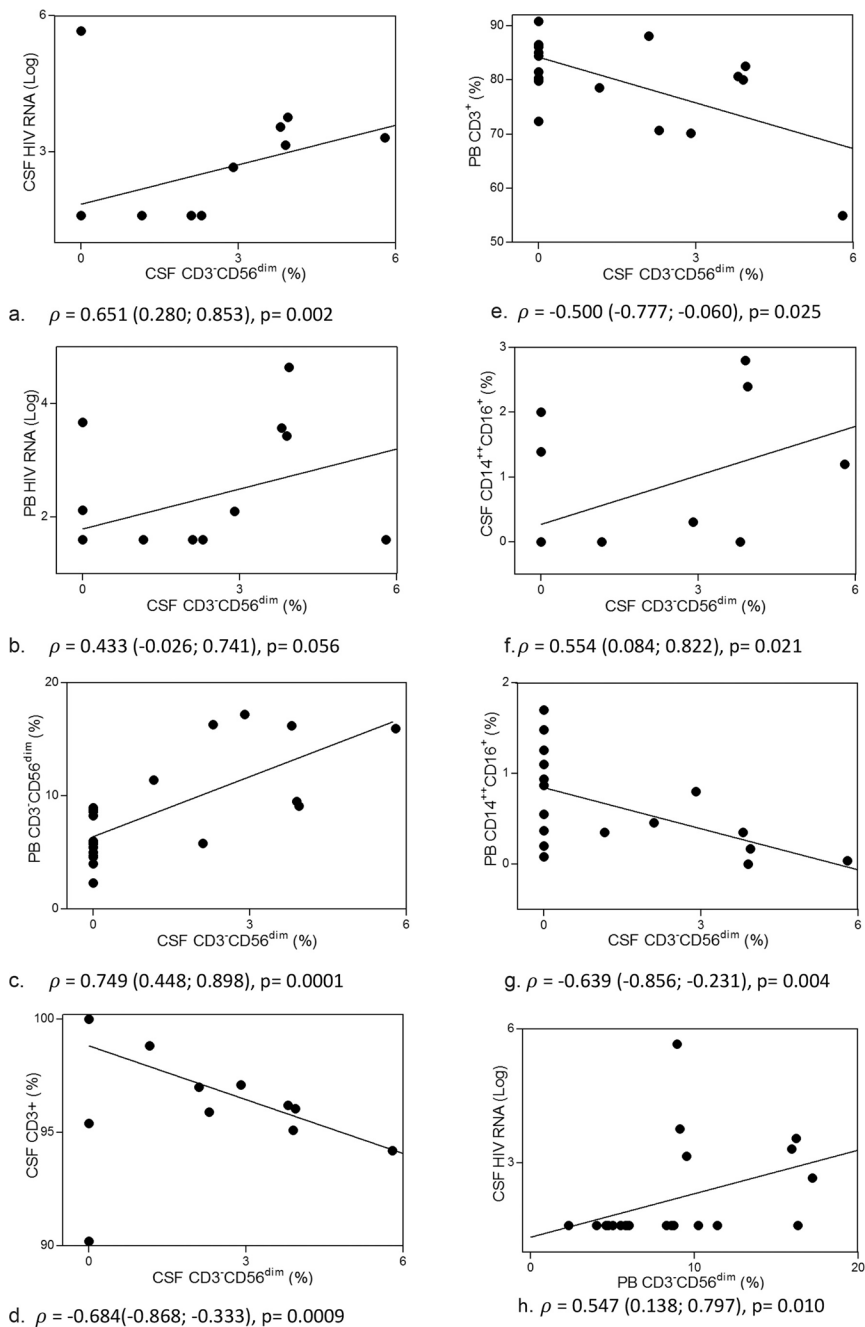 6
3
CSF HIV RNA (Log)
0 3 6
CSF CD3⁻CD56ᵈⁱᵐ (%)
a. ρ = 0.651 (0.280; 0.853), p= 0.002
4
2
PB HIV RNA (Log)
0 3 6
CSF CD3⁻CD56ᵈⁱᵐ (%)
b. ρ = 0.433 (-0.026; 0.741), p= 0.056
20
10
0
PB CD3⁻CD56ᵈⁱᵐ (%)
0 3 6
CSF CD3⁻CD56ᵈⁱᵐ (%)
c. ρ = 0.749 (0.448; 0.898), p= 0.0001
100
95
90
CSF CD3+ (%)
0 3 6
CSF CD3⁻CD56ᵈⁱᵐ (%)
d. ρ = -0.684(-0.868; -0.333), p= 0.0009
90
80
70
60
50
PB CD3⁺ (%)
0 3 6
CSF CD3⁻CD56ᵈⁱᵐ (%)
e. ρ = -0.500 (-0.777; -0.060), p= 0.025
3
2
1
0
CSF CD14⁺⁺CD16⁺ (%)
0 3 6
CSF CD3⁻CD56ᵈⁱᵐ (%)
f. ρ = 0.554 (0.084; 0.822), p= 0.021
2
1
0
PB CD14⁺⁺CD16⁺ (%)
0 3 6
CSF CD3⁻CD56ᵈⁱᵐ (%)
g. ρ = -0.639 (-0.856; -0.231), p= 0.004
6
3
CSF HIV RNA (Log)
0 10 20
PB CD3⁻CD56ᵈⁱᵐ (%)
h. ρ = 0.547 (0.138; 0.797), p= 0.010